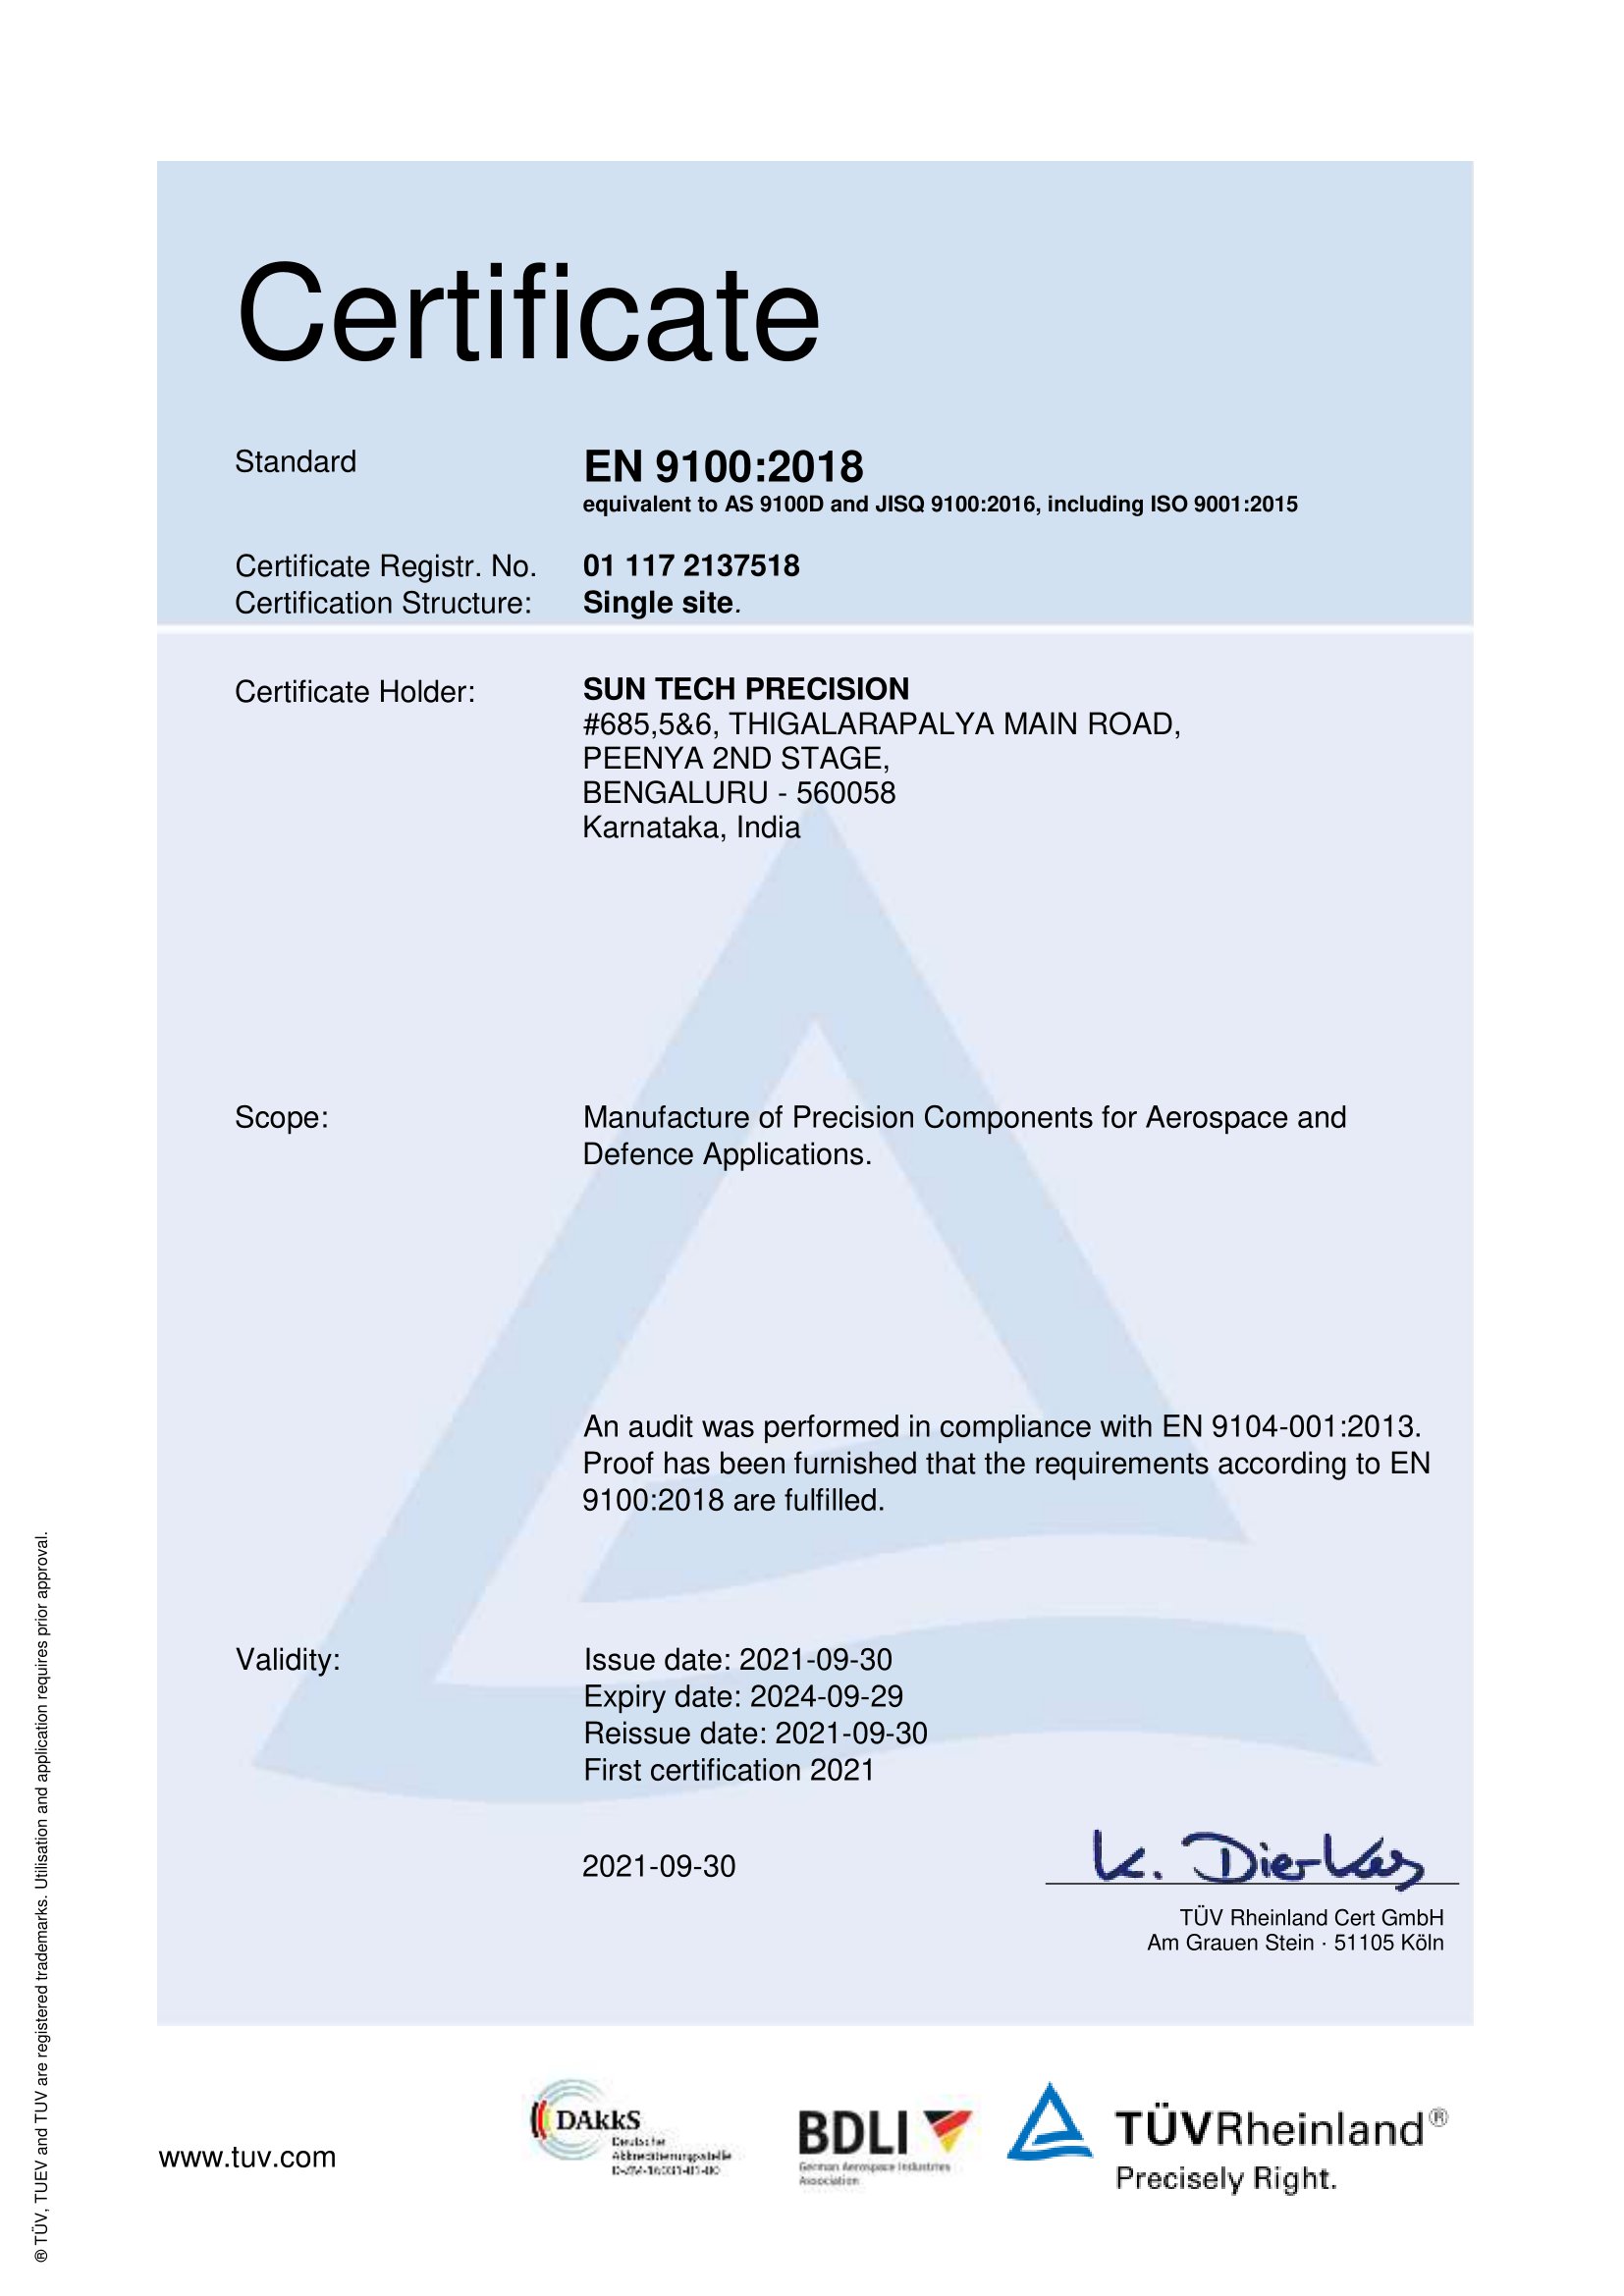 Certificate
Standard
EN 9100:2018
equivalent to AS 9100D and JISQ 9100:2016, including ISO 9001:2015
Certificate Registr. No.
01 117 2137518
Certification Structure:
Single site.
Certificate Holder:
SUN TECH PRECISION
#685,5&6, THIGALARAPALYA MAIN ROAD,
PEENYA 2ND STAGE,
BENGALURU - 560058
Karnataka, India
Scope:
Manufacture of Precision Components for Aerospace and
Defence Applications.
An audit was performed in compliance with EN 9104-001:2013.
Proof has been furnished that the requirements according to EN
9100:2018 are fulfilled.
Validity:
Issue date: 2021-09-30
Expiry date: 2024-09-29
Reissue date: 2021-09-30
First certification 2021
2021-09-30
K. Dierkes
TÜV Rheinland Cert GmbH
Am Grauen Stein · 51105 Köln
® TÜV, TUEV and TUV are registered trademarks. Utilisation and application requires prior approval.
www.tuv.com
DAkkS
Deutsche
Akkreditierungsstelle
D-ZM-16031-01-00
BDLI
German Aerospace Industries
Association
TÜVRheinland®
Precisely Right.